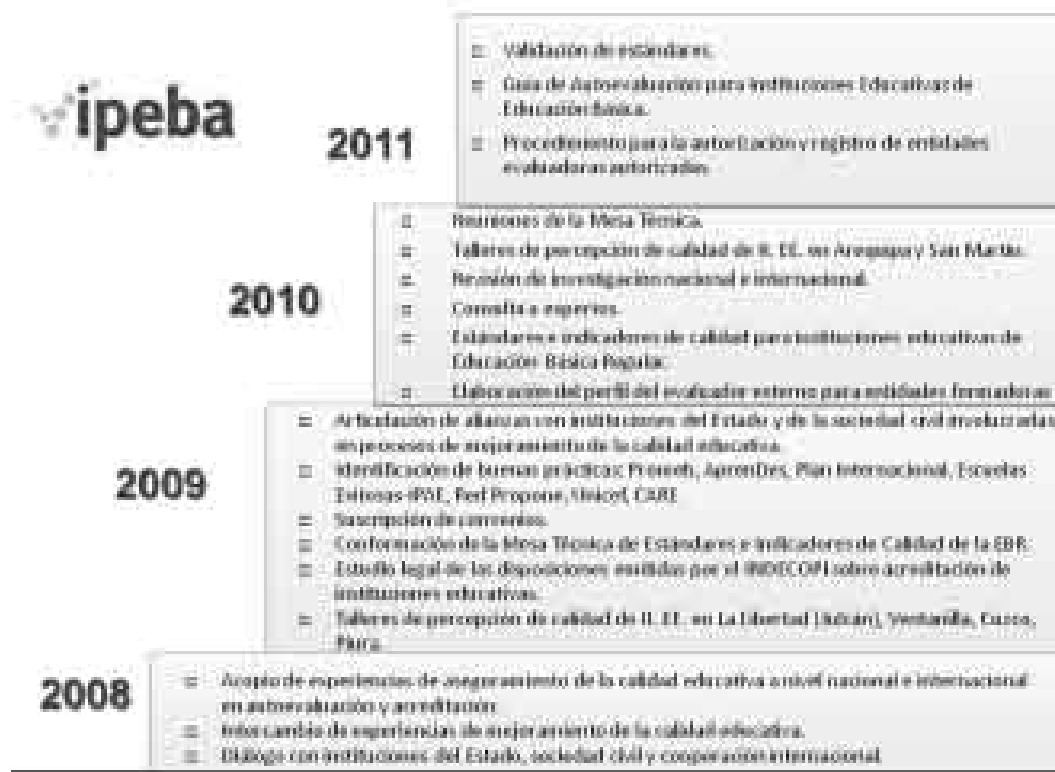 ipeba
2011
Validación de estándares.
Guía de Autoevaluación para Instituciones Educativas de
Educación Básica.
Procedimiento para la autorización y registro de entidades
evaluadoras autorizadas
2010
Reuniones de la Mesa Técnica.
Talleres de percepción de calidad de II. EE. en Arequipa y San Martín.
Revisión de investigación nacional e internacional.
Consulta a expertos.
Estándares e indicadores de calidad para instituciones educativas de
Educación Básica Regular.
Elaboración del perfil del evaluador externo para entidades formadoras
2009
Articulación de alianzas con instituciones del Estado y de la sociedad civil involucradas
en procesos de mejoramiento de la calidad educativa.
Identificación de buenas prácticas: Promeb, AprenDes, Plan Internacional, Escuelas
Exitosas-IPAE, Red Propone, Unicef, CARE
Suscripción de convenios.
Conformación de la Mesa Técnica de Estándares e Indicadores de Calidad de la EBR.
Estudio legal de las disposiciones emitidas por el INDECOPI sobre acreditación de
instituciones educativas.
Talleres de percepción de calidad de II. EE. en La Libertad Ventanilla, Cusco,
Piura
2008
Acopio de experiencias de aseguramiento de la calidad educativa a nivel nacional e internacional
en autoevaluación y acreditación
Intercambio de experiencias de mejoramiento de la calidad educativa.
Diálogo con instituciones del Estado, sociedad civil y cooperación internacional